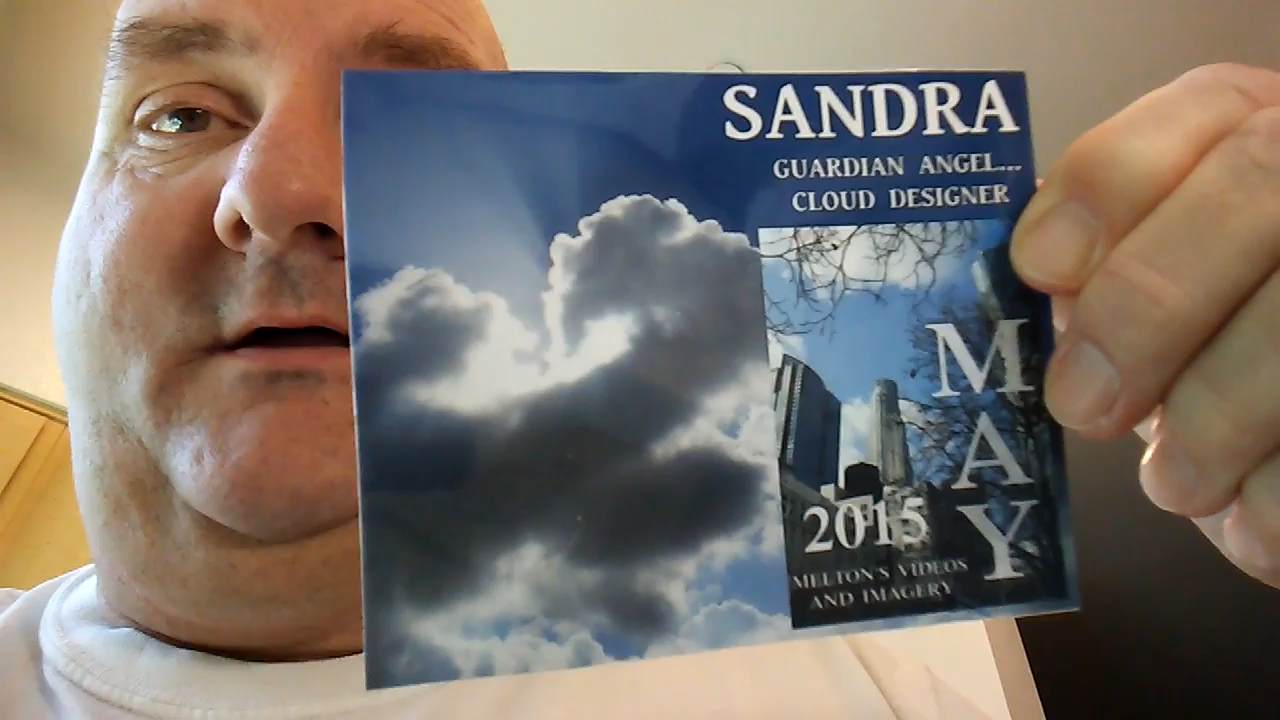 SANDRA
GUARDIAN ANGEL...
CLOUD DESIGNER
MAY
2015
MELTON'S VIDEOS
AND IMAGERY